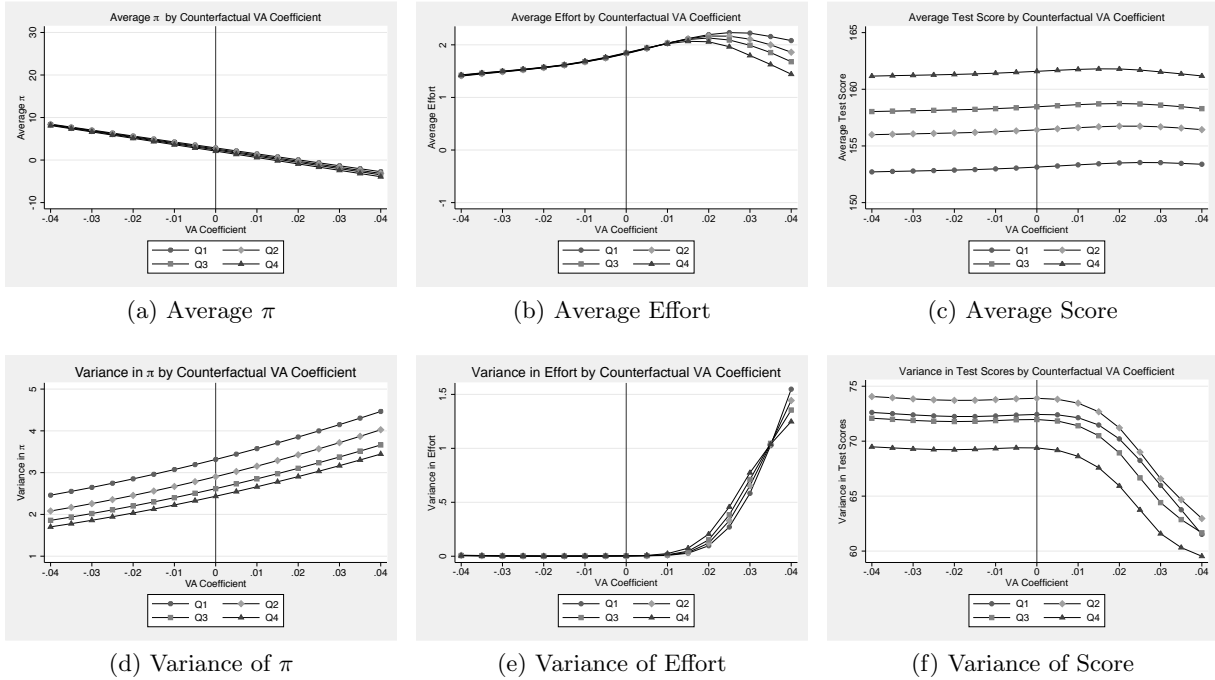 Average π by Counterfactual VA Coefficient
Average π
30
20
10
0
-10
-.04 -.03 -.02 -.01 0 .01 .02 .03 .04
VA Coefficient
Q1 Q2
Q3 Q4
(a) Average π
Average Effort by Counterfactual VA Coefficient
Average Effort
2
1
0
-1
-.04 -.03 -.02 -.01 0 .01 .02 .03 .04
VA Coefficient
Q1 Q2
Q3 Q4
(b) Average Effort
Average Test Score by Counterfactual VA Coefficient
Average Test Score
165
160
155
150
-.04 -.03 -.02 -.01 0 .01 .02 .03 .04
VA Coefficient
Q1 Q2
Q3 Q4
(c) Average Score
Variance in π by Counterfactual VA Coefficient
Variance in π
5
4
3
2
1
-.04 -.03 -.02 -.01 0 .01 .02 .03 .04
VA Coefficient
Q1 Q2
Q3 Q4
(d) Variance of π
Variance in Effort by Counterfactual VA Coefficient
Variance in Effort
1.5
1
.5
0
-.04 -.03 -.02 -.01 0 .01 .02 .03 .04
VA Coefficient
Q1 Q2
Q3 Q4
(e) Variance of Effort
Variance in Test Scores by Counterfactual VA Coefficient
Variance in Test Scores
75
70
65
60
-.04 -.03 -.02 -.01 0 .01 .02 .03 .04
VA Coefficient
Q1 Q2
Q3 Q4
(f) Variance of Score